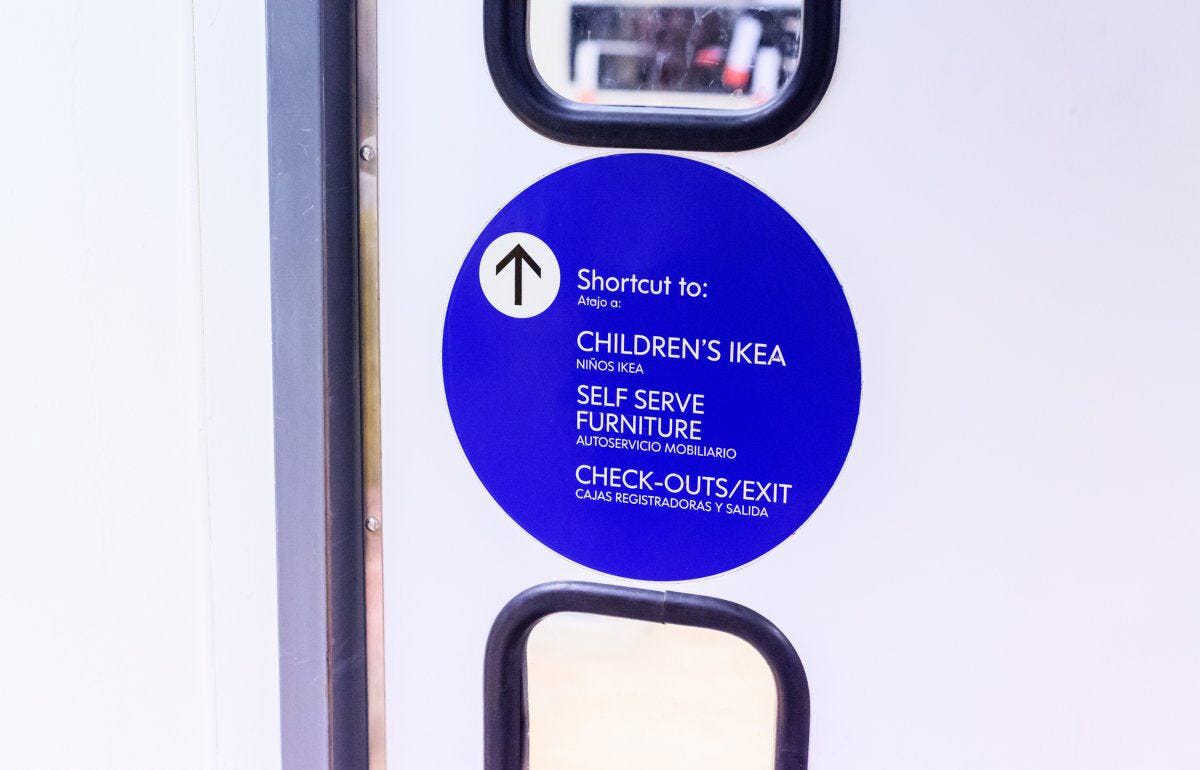 Shortcut to:
Atajo a:
CHILDREN'S IKEA
NIÑOS IKEA
SELF SERVE
FURNITURE
AUTOSERVICIO MOBILIARIO
CHECK-OUTS/EXIT
CAJAS REGISTRADORAS Y SALIDA